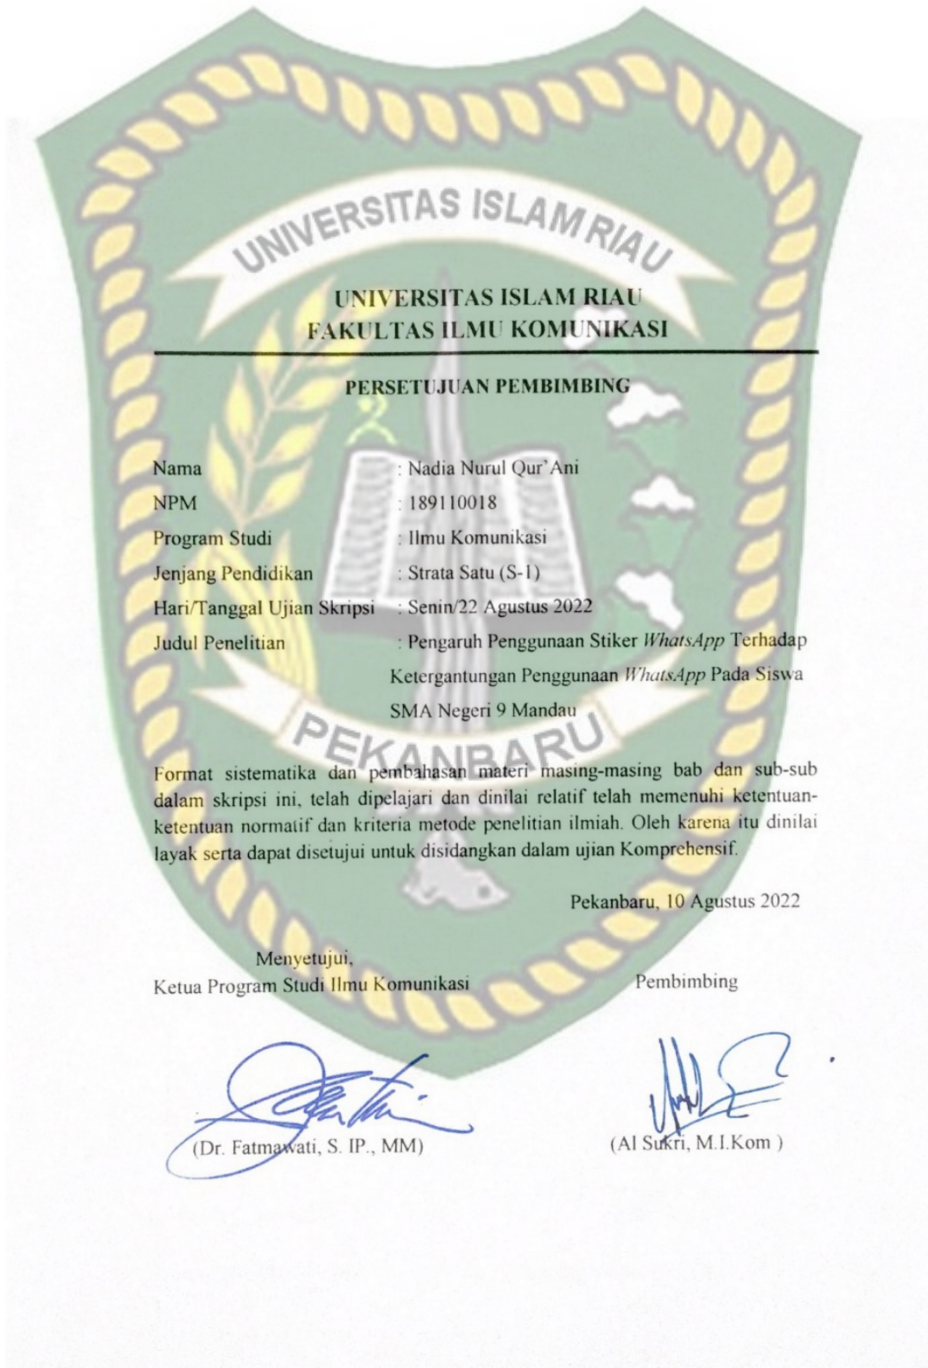 UNIVERSITAS ISLAM RIAU
UNIVERSITAS ISLAM RIAU
FAKULTAS ILMU KOMUNIKASI
PERSETUJUAN PEMBIMBING
Nama : Nadia Nurul Qur'Ani
NPM : 189110018
Program Studi : Ilmu Komunikasi
Jenjang Pendidikan : Strata Satu (S-1)
Hari/Tanggal Ujian Skripsi : Senin/22 Agustus 2022
Judul Penelitian : Pengaruh Penggunaan Stiker WhatsApp Terhadap
Ketergantungan Penggunaan WhatsApp Pada Siswa
SMA Negeri 9 Mandau
PEKANBARU
Format sistematika dan pembahasan materi masing-masing bab dan sub-sub
dalam skripsi ini, telah dipelajari dan dinilai relatif telah memenuhi ketentuan-
ketentuan normatif dan kriteria metode penelitian ilmiah. Oleh karena itu dinilai
layak serta dapat disetujui untuk disidangkan dalam ujian Komprehensif.
Pekanbaru, 10 Agustus 2022
Menyetujui,
Ketua Program Studi Ilmu Komunikasi
Pembimbing
(Dr. Fatmawati, S. IP., MM)
(Al Sukri, M.I.Kom )